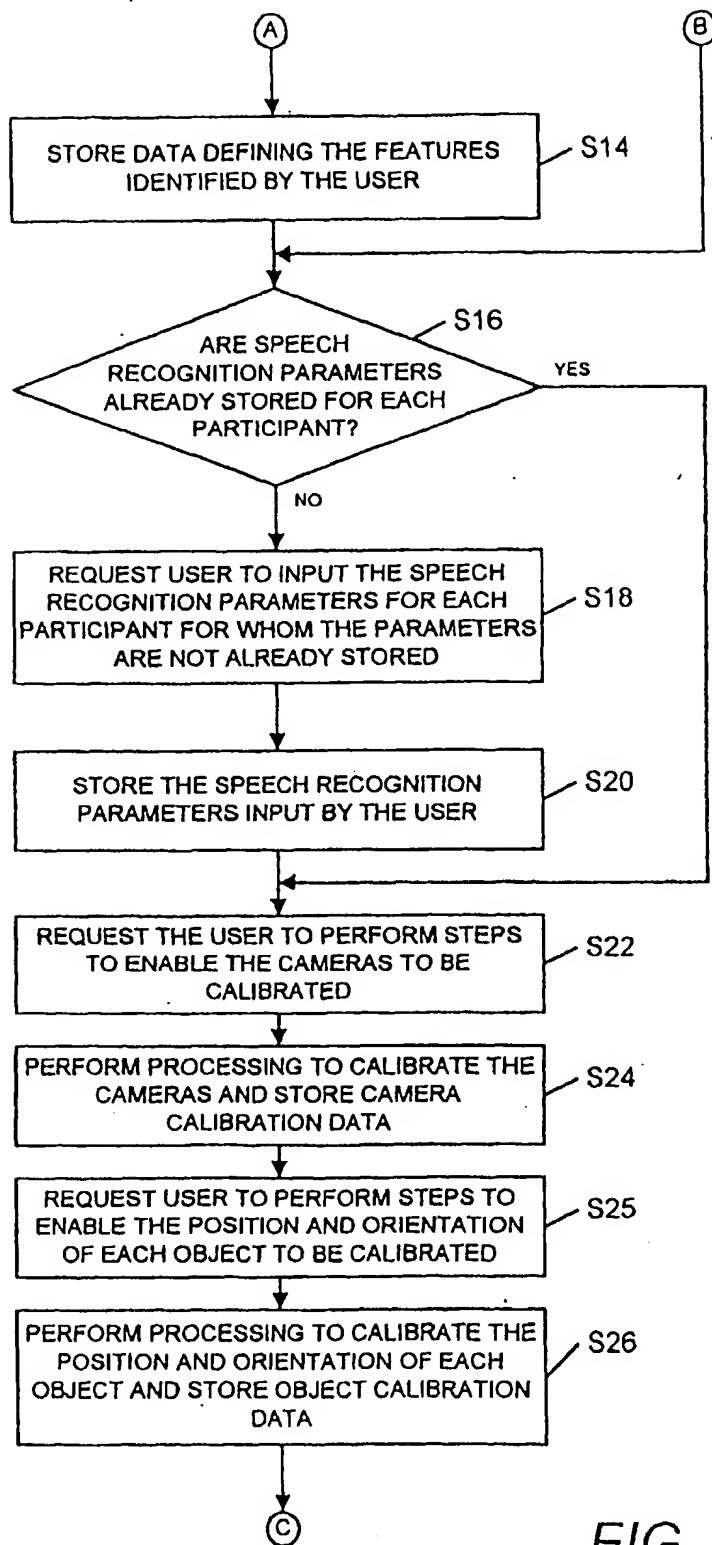 A
B
STORE DATA DEFINING THE FEATURES
IDENTIFIED BY THE USER
S14
S16
ARE SPEECH
RECOGNITION PARAMETERS
ALREADY STORED FOR EACH
PARTICIPANT?
YES
NO
REQUEST USER TO INPUT THE SPEECH
RECOGNITION PARAMETERS FOR EACH
PARTICIPANT FOR WHOM THE PARAMETERS
ARE NOT ALREADY STORED
S18
STORE THE SPEECH RECOGNITION
PARAMETERS INPUT BY THE USER
S20
REQUEST THE USER TO PERFORM STEPS
TO ENABLE THE CAMERAS TO BE
CALIBRATED
S22
PERFORM PROCESSING TO CALIBRATE THE
CAMERAS AND STORE CAMERA
CALIBRATION DATA
S24
REQUEST USER TO PERFORM STEPS TO
ENABLE THE POSITION AND ORIENTATION
OF EACH OBJECT TO BE CALIBRATED
S25
PERFORM PROCESSING TO CALIBRATE THE
POSITION AND ORIENTATION OF EACH
OBJECT AND STORE OBJECT CALIBRATION
DATA
S26
C
FIG